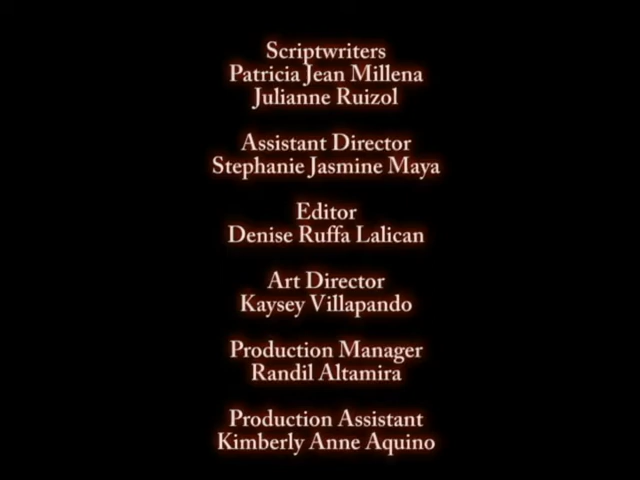 Scriptwriters
Patricia Jean Millena
Julianne Ruizol
Assistant Director
Stephanie Jasmine Maya
Editor
Denise Ruffa Lalican
Art Director
Kaysey Villapando
Production Manager
Randil Altamira
Production Assistant
Kimberly Anne Aquino